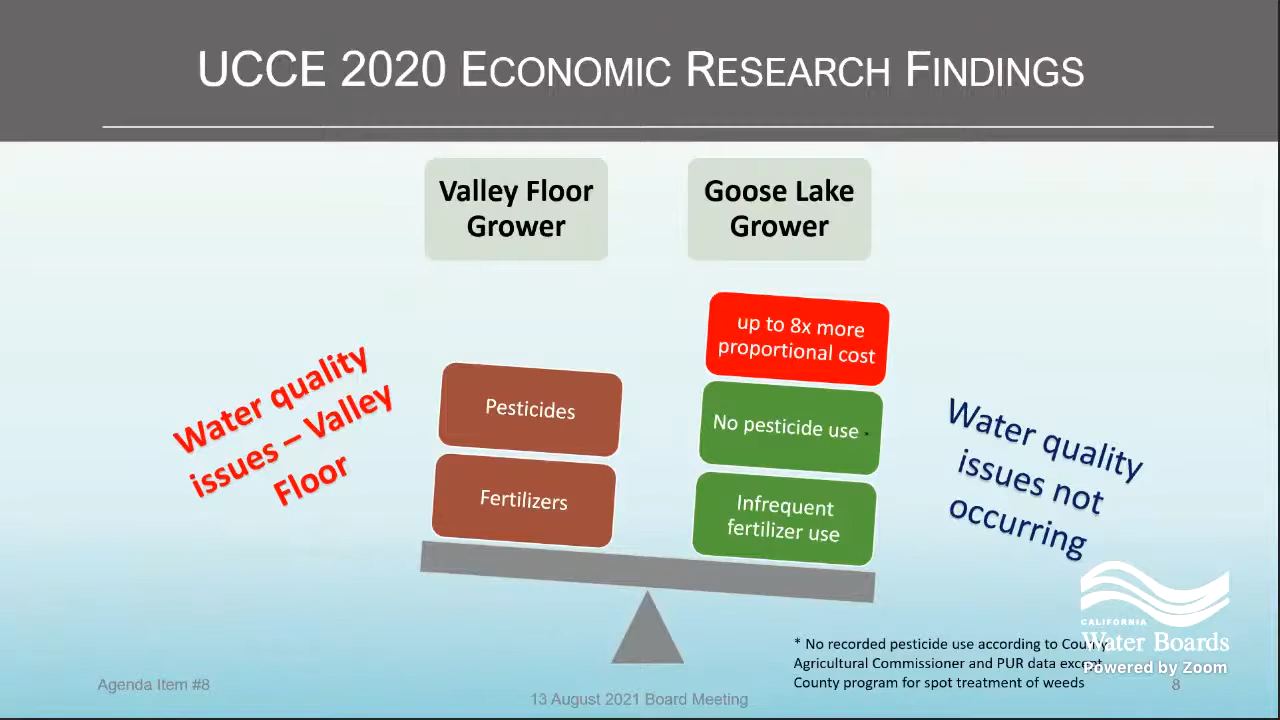 UCCE 2020 ECONOMIC RESEARCH FINDINGS
Valley Floor
Grower
Goose Lake
Grower
up to 8x more
proportional cost
Pesticides
No pesticide use *
Fertilizers
Infrequent
fertilizer use
Water quality
issues – Valley
Floor
Water quality
issues not
occurring
* No recorded pesticide use according to County
Agricultural Commissioner and PUR data except
County program for spot treatment of weeds
CALIFORNIA
Water Boards
Powered by Zoom
Agenda Item #8
13 August 2021 Board Meeting
8